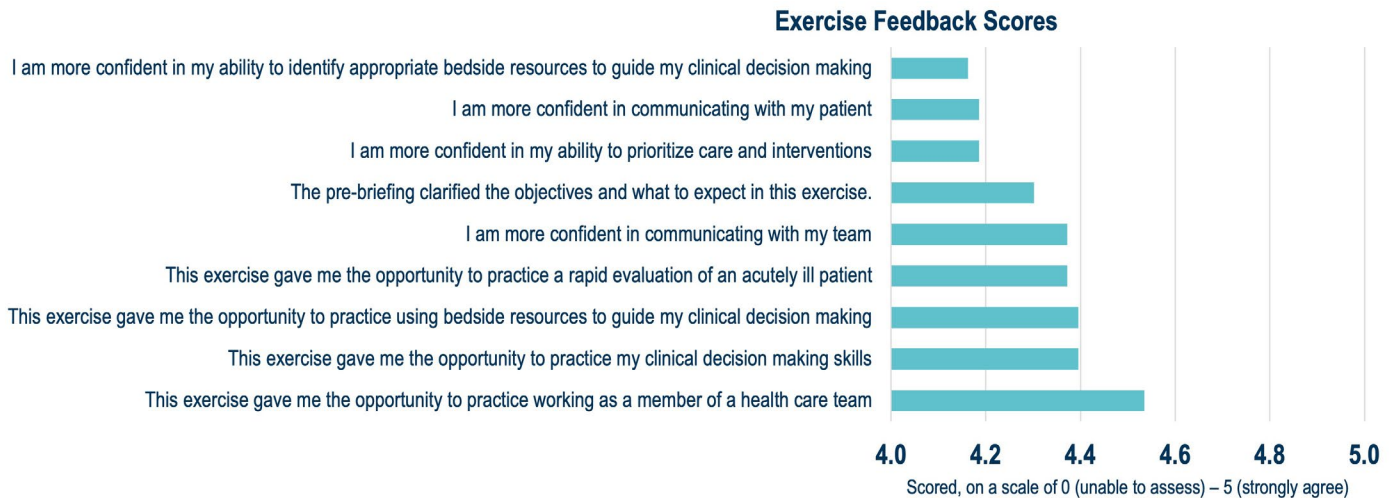 Exercise Feedback Scores
I am more confident in my ability to identify appropriate bedside resources to guide my clinical decision making
I am more confident in communicating with my patient
I am more confident in my ability to prioritize care and interventions
The pre-briefing clarified the objectives and what to expect in this exercise.
I am more confident in communicating with my team
This exercise gave me the opportunity to practice a rapid evaluation of an acutely ill patient
This exercise gave me the opportunity to practice using bedside resources to guide my clinical decision making
This exercise gave me the opportunity to practice my clinical decision making skills
This exercise gave me the opportunity to practice working as a member of a health care team
4.0 4.2 4.4 4.6 4.8 5.0
Scored, on a scale of 0 (unable to assess) – 5 (strongly agree)